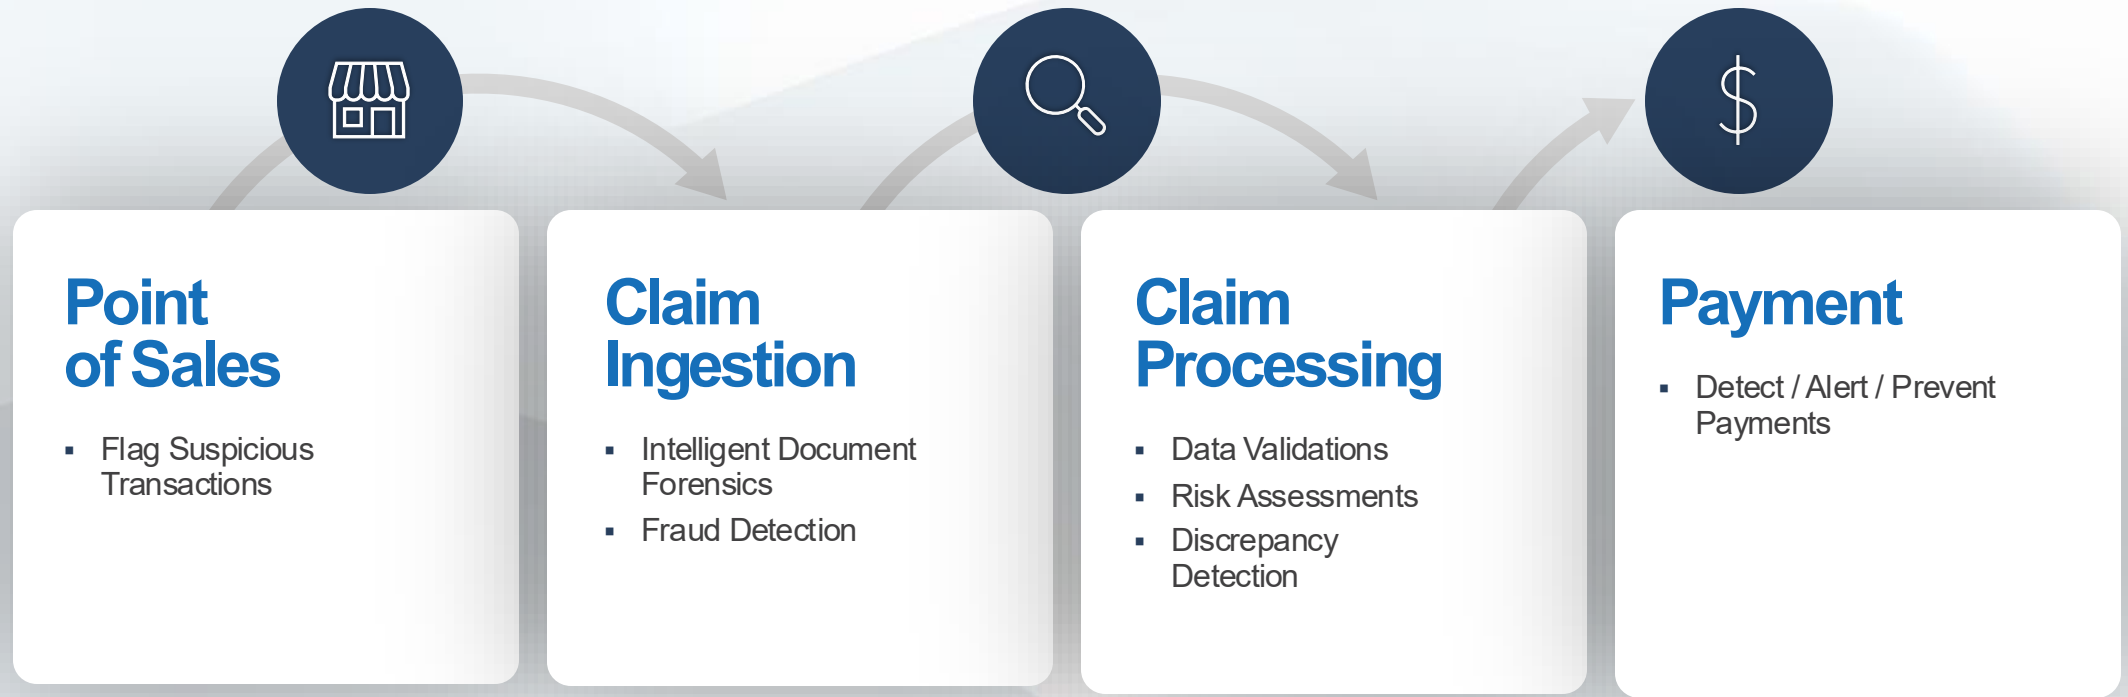 Point
of Sales
▪ Flag Suspicious
Transactions
Claim
Ingestion
▪ Intelligent Document
Forensics
▪ Fraud Detection
Claim
Processing
▪ Data Validations
▪ Risk Assessments
▪ Discrepancy
Detection
Payment
▪ Detect / Alert / Prevent
Payments